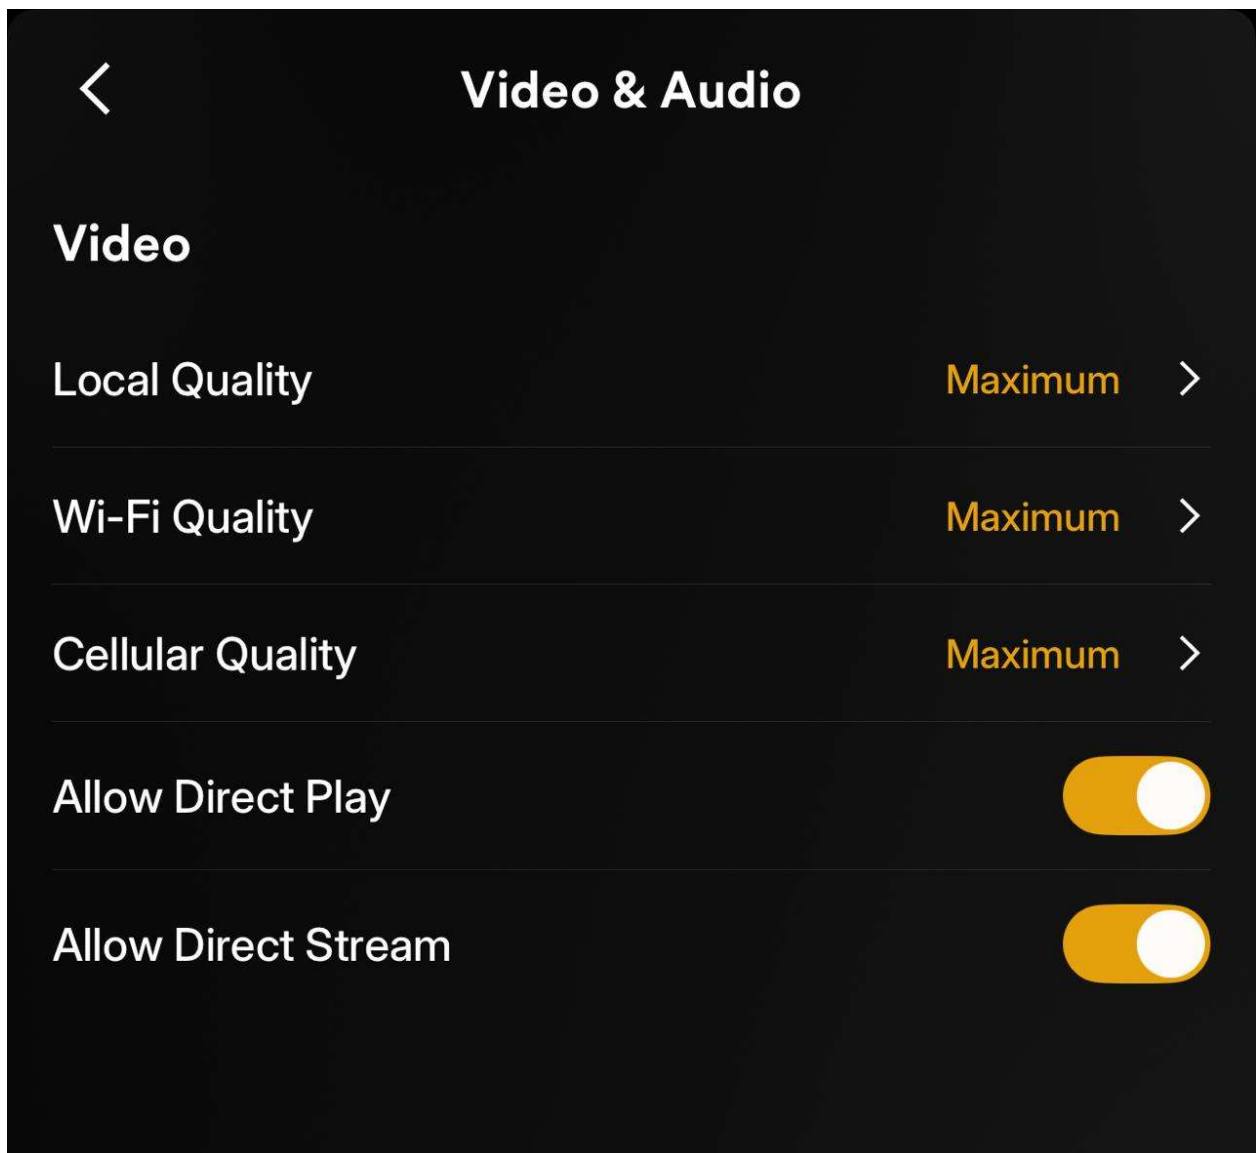 Video & Audio
Video
Local Quality Maximum
Wi-Fi Quality Maximum
Cellular Quality Maximum
Allow Direct Play
Allow Direct Stream